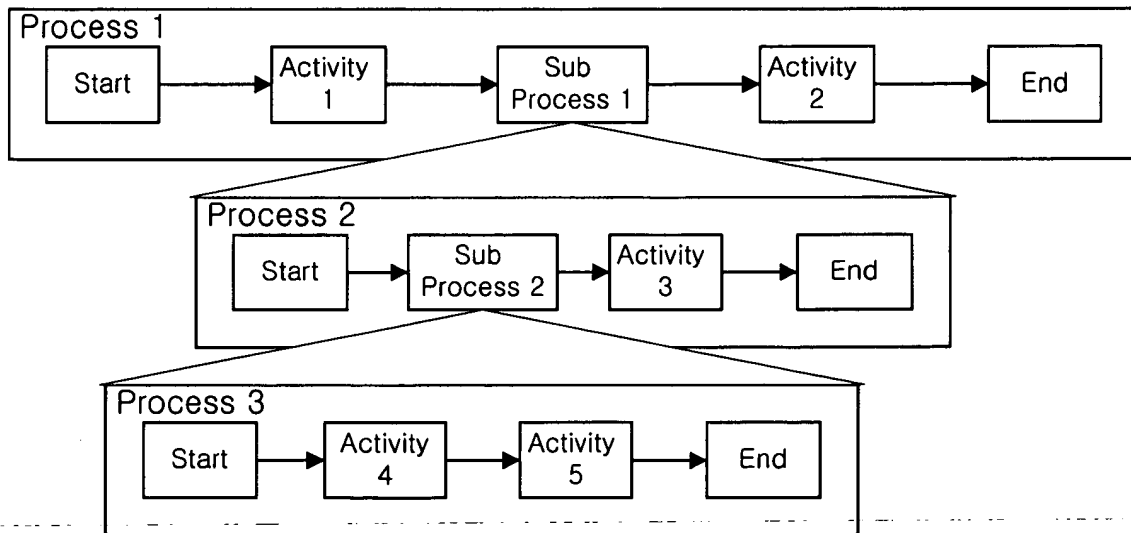 Process 1
Start
Activity
1
Sub
Process 1
Activity
2
End
Process 2
Start
Sub
Process 2
Activity
3
End
Process 3
Start
Activity
4
Activity
5
End